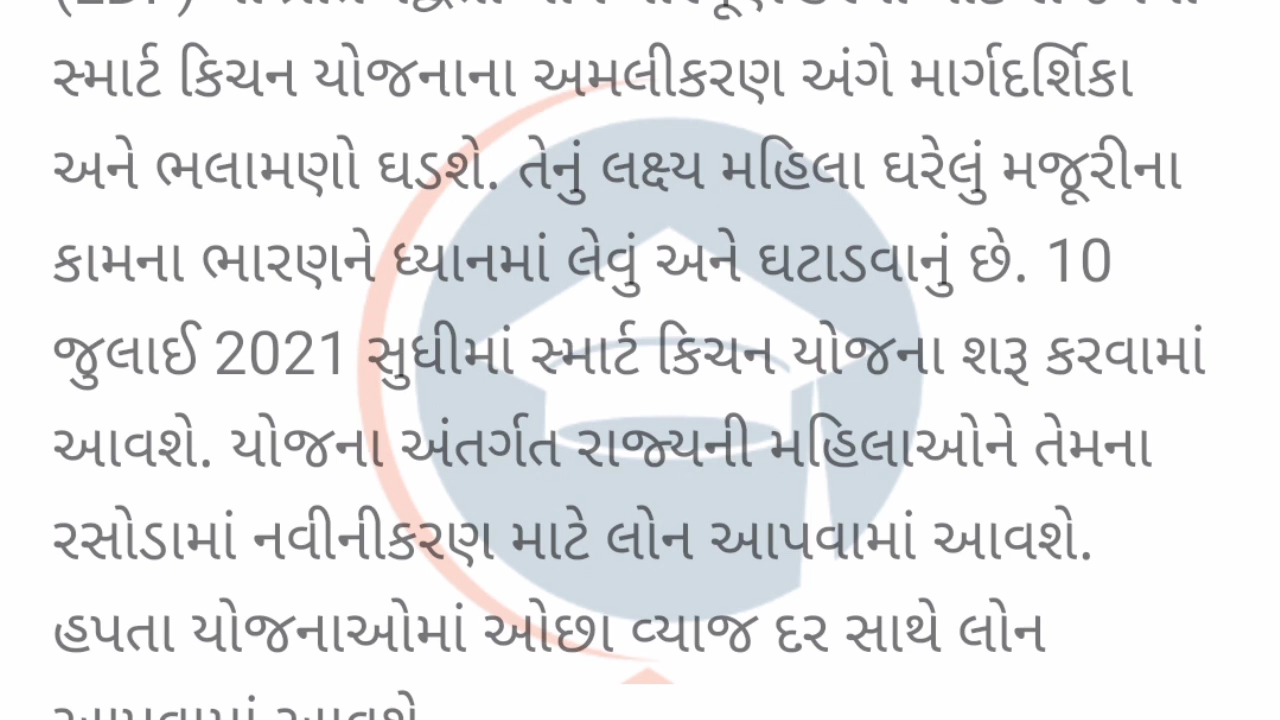 સ્માર્ટ કિચન યોજનાના અમલીકરણ અંગે માર્ગદર્શિકા
અને ભલામણો ઘડશે. તેનું લક્ષ્ય મહિલા ઘરેલું મજૂરીના
કામના ભારણને ધ્યાનમાં લેવું અને ઘટાડવાનું છે. 10
જુલાઈ 2021 સુધીમાં સ્માર્ટ કિચન યોજના શરૂ કરવામાં
આવશે. યોજના અંતર્ગત રાજ્યની મહિલાઓને તેમના
રસોડામાં નવીનીકરણ માટે લોન આપવામાં આવશે.
હપતા યોજનાઓમાં ઓછા વ્યાજ દર સાથે લોન
આપવામાં આવશે